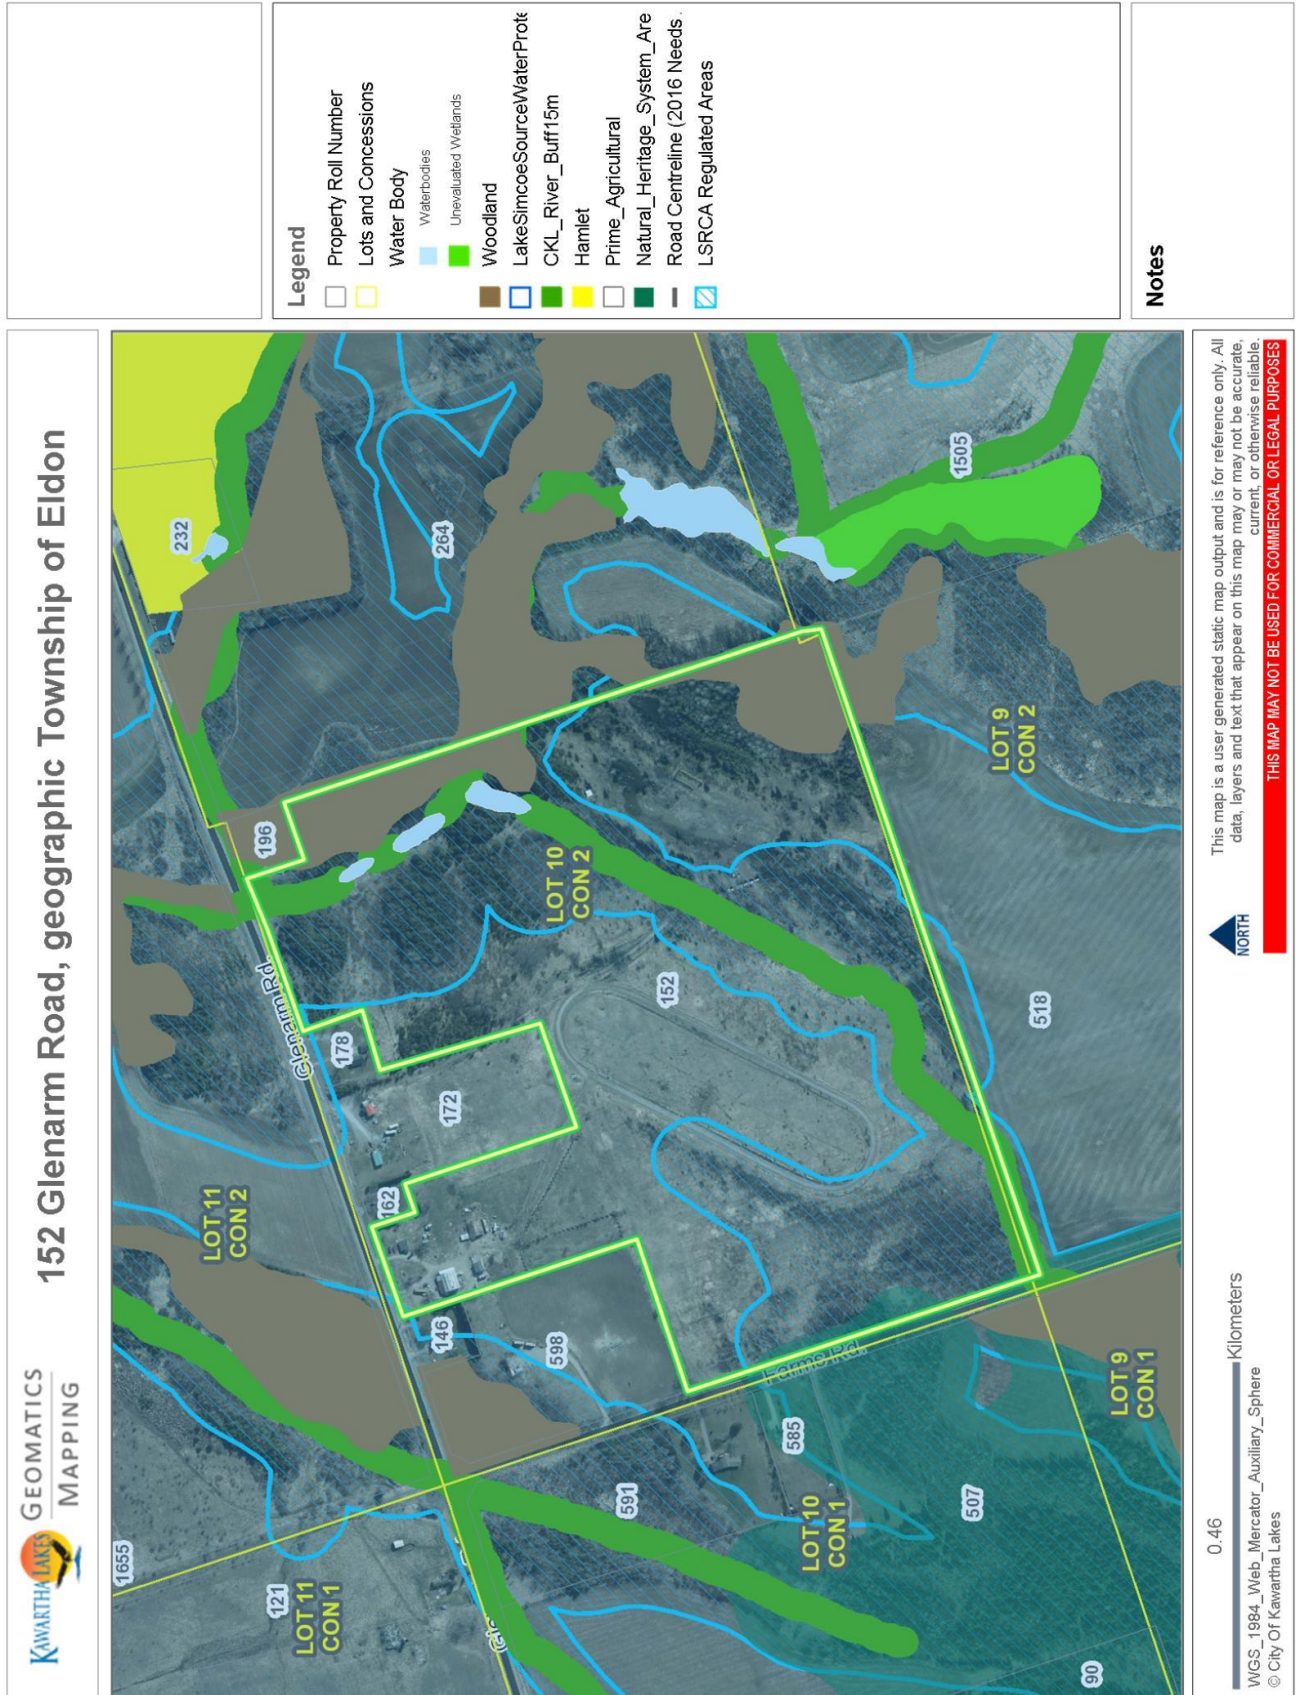 KAWARTHA LAKES
GEOMATICS
MAPPING
152 Glenarm Road, geographic Township of Eldon
Legend
Property Roll Number
Lots and Concessions
Water Body
Waterbodies
Unevaluated Wetlands
Woodland
LakeSimcoeSourceWaterProte
CKL_River_Buff15m
Hamlet
Prime_Agricultural
Natural_Heritage_System_Are
Road Centreline (2016 Needs
LSRCA Regulated Areas
Notes
1655
121
LOT 11
CON 1
LOT 11
CON 2
232
264
196
Glenarm Rd.
178
172
162
146
598
591
585
507
90
LOT 10
CON 1
LOT 9
CON 1
LOT 10
CON 2
152
518
LOT 9
CON 2
1505
Farms Rd.
Gle
0.46
Kilometers
WGS_1984_Web_Mercator_Auxiliary_Sphere
© City Of Kawartha Lakes
NORTH
This map is a user generated static map output and is for reference only. All
data, layers and text that appear on this map may or may not be accurate,
current, or otherwise reliable.
THIS MAP MAY NOT BE USED FOR COMMERCIAL OR LEGAL PURPOSES